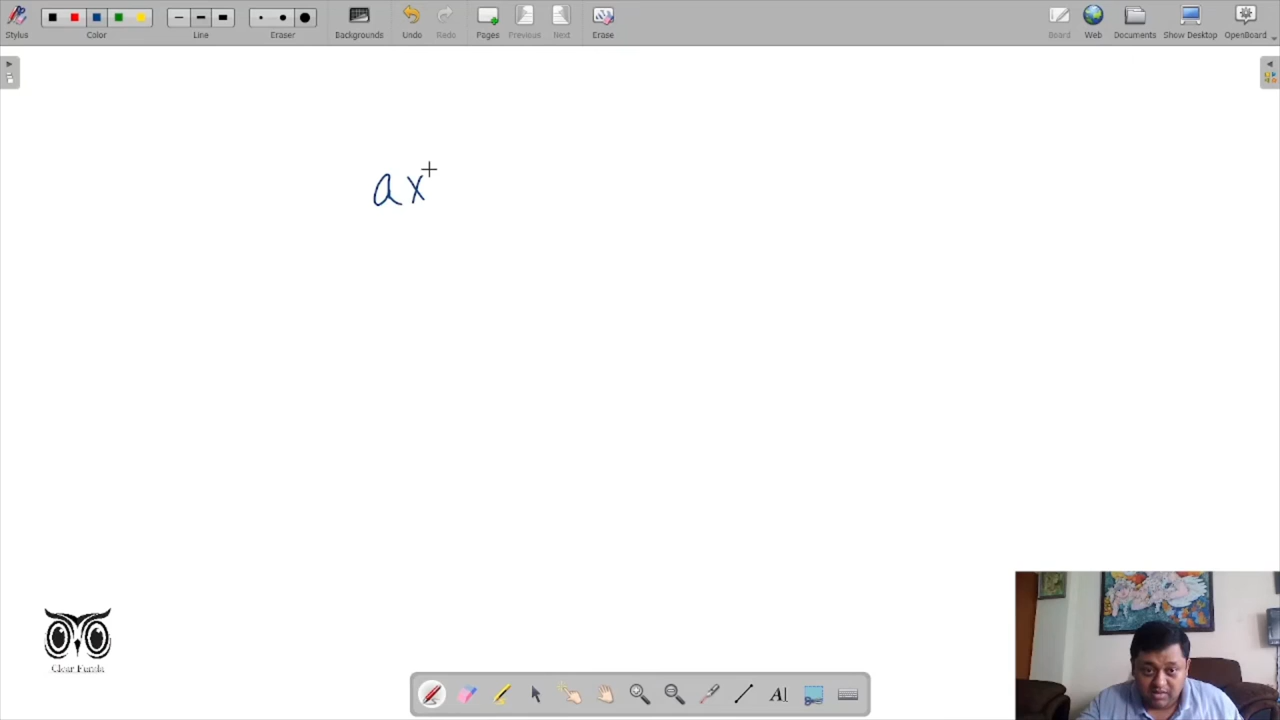 Stylus Color Line Eraser Backgrounds Undo Redo Pages Previous Next Erase Board Web Documents Show Desktop OpenBoard
ax
Clear Funda